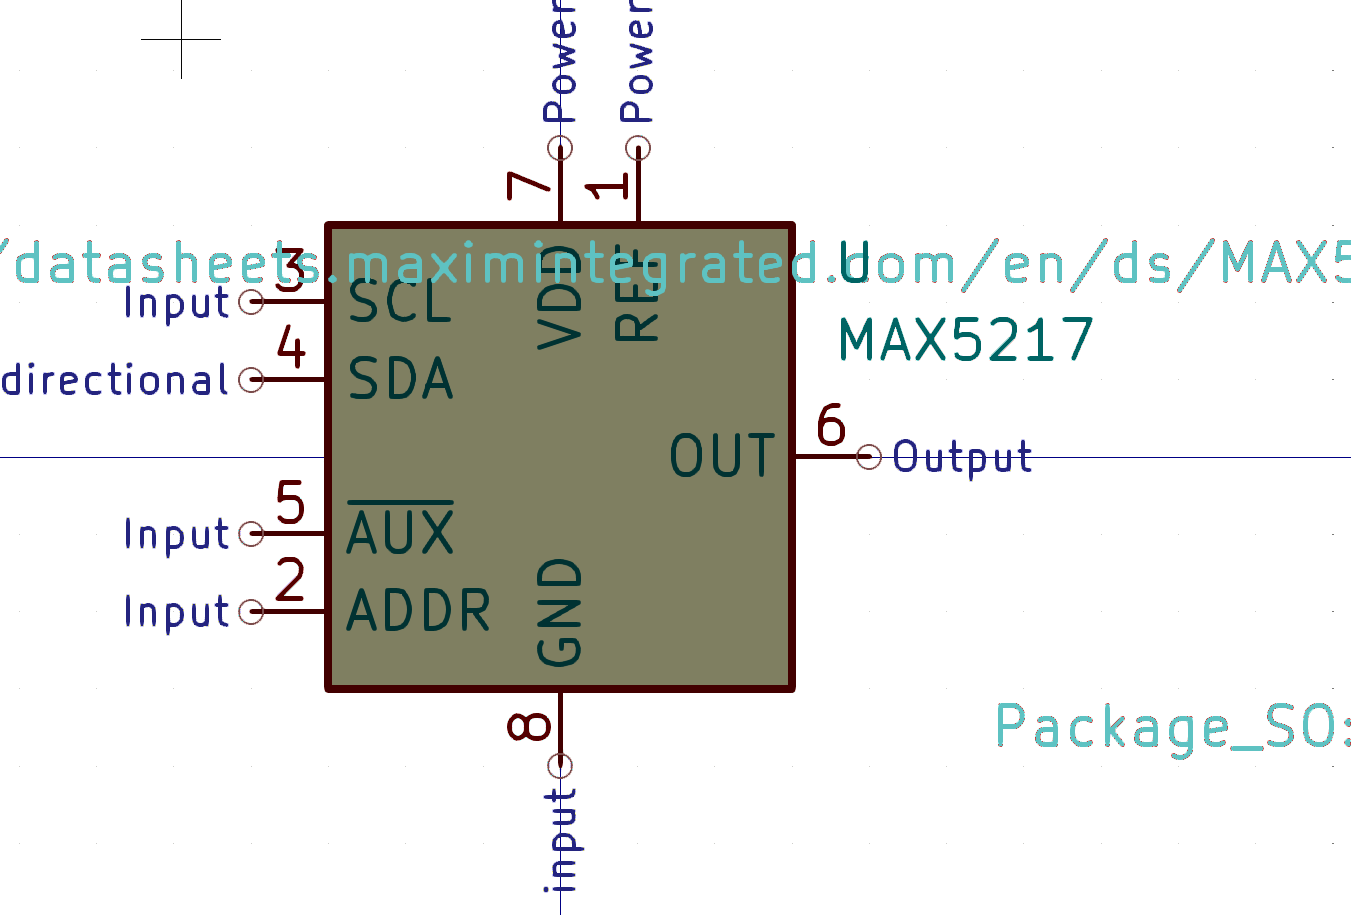 Power
Power
7
1
/datasheets.maximintegrated.com/en/ds/MAX5
U
3
Input
SCL
VDD
REF
MAX5217
4
directional
SDA
6
OUT
Output
5
Input
AUX
2
Input
ADDR
GND
8
Package_SO:
input